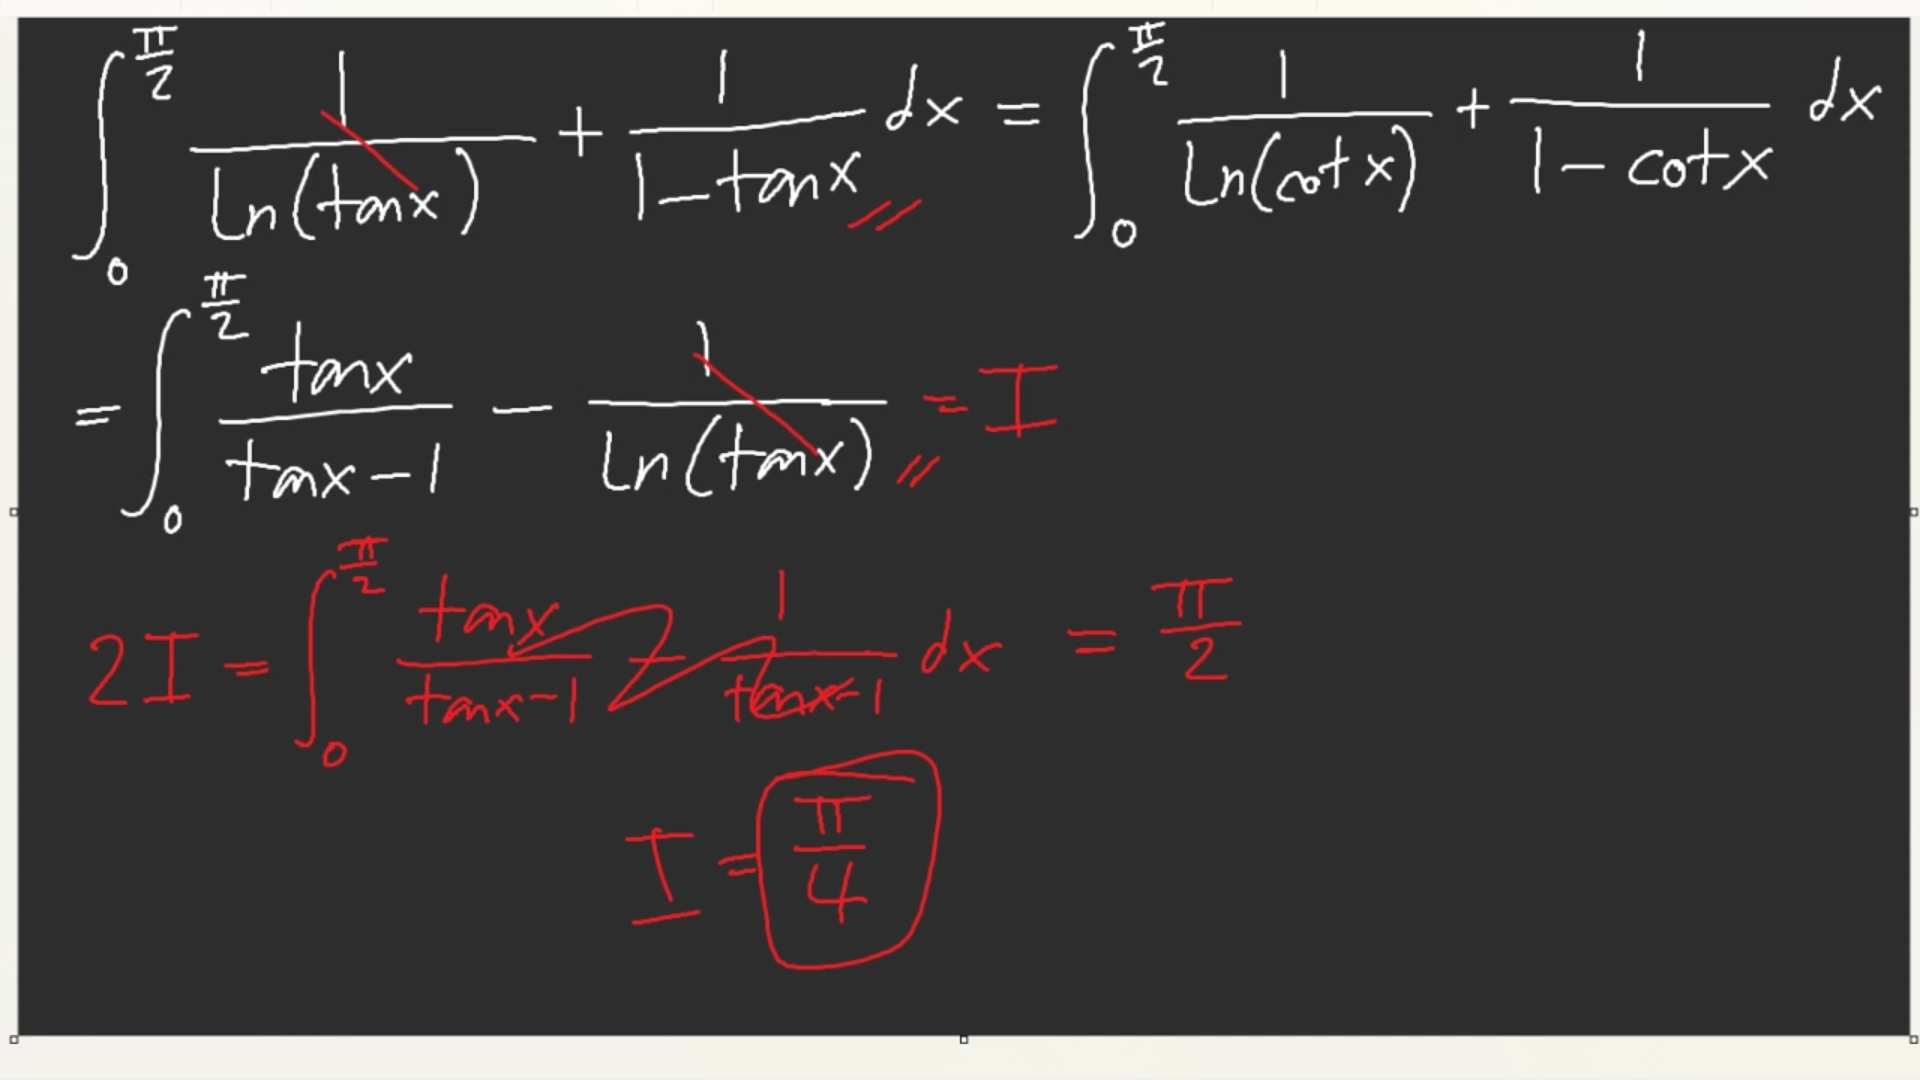 ∫₀^(π/2) 1/ln(tanx) + 1/(1-tanx) dx = ∫₀^(π/2) 1/ln(cotx) + 1/(1-cotx) dx
= ∫₀^(π/2) tanx/(tanx-1) - 1/ln(tanx) = I
2I = ∫₀^(π/2) tanx/(tanx-1) - 1/(tanx-1) dx = π/2
I = π/4